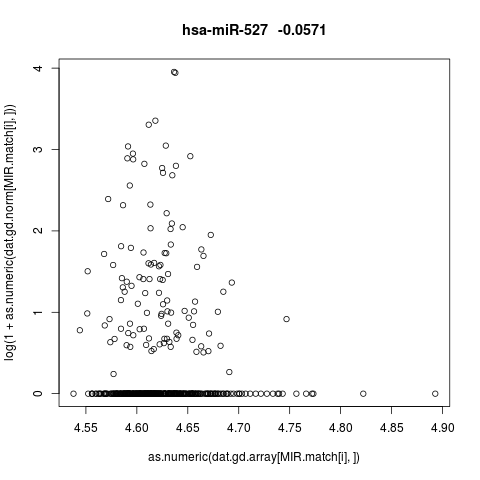 hsa-miR-527 -0.0571
log(1 + as.numeric(dat.gd.norm[MIR.match[i], ]))
4
3
2
1
0
4.55 4.60 4.65 4.70 4.75 4.80 4.85 4.90
as.numeric(dat.gd.array[MIR.match[i], ])